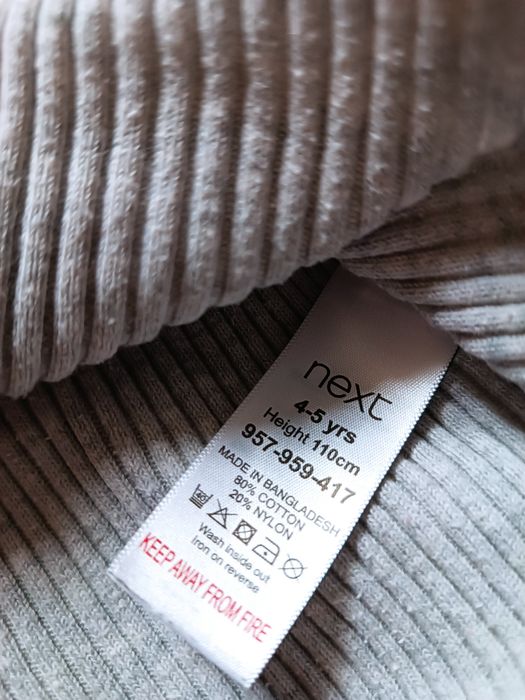 next
4-5 yrs
Height 110cm
957-959-417
MADE IN BANGLADESH
80% COTTON
20% NYLON
Wash inside out
Iron on reverse
KEEP AWAY FROM FIRE